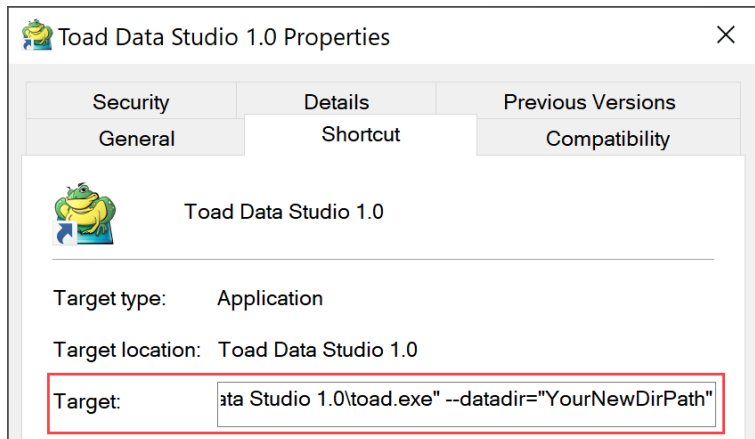 Toad Data Studio 1.0 Properties
Security Details Previous Versions
General Shortcut Compatibility
Toad Data Studio 1.0
Target type: Application
Target location: Toad Data Studio 1.0
Target: ata Studio 1.0\toad.exe" --datadir="YourNewDirPath"